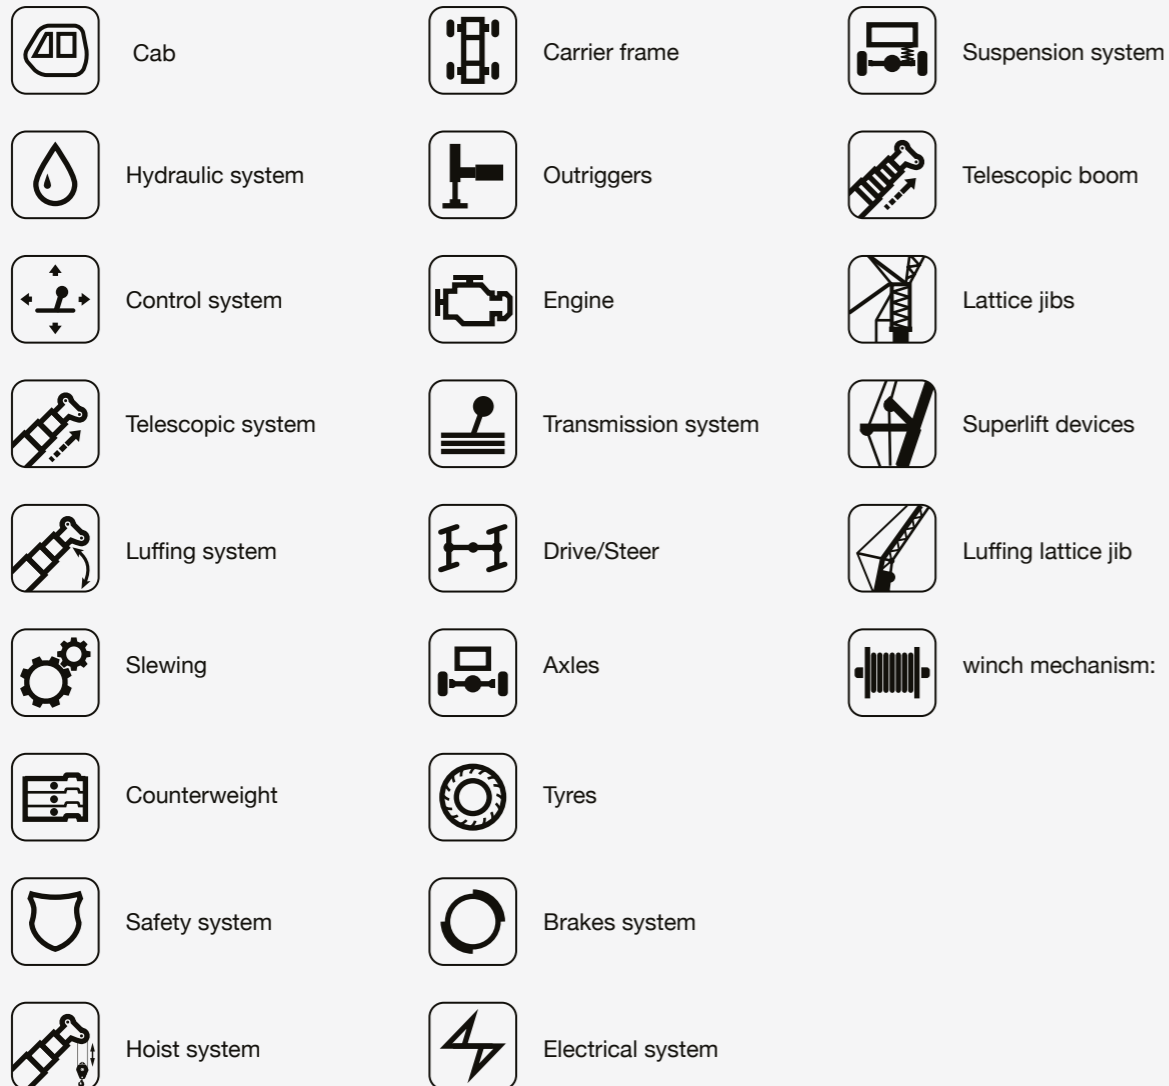 Cab
Hydraulic system
Control system
Telescopic system
Luffing system
Slewing
Counterweight
Safety system
Hoist system
Carrier frame
Outriggers
Engine
Transmission system
Drive/Steer
Axles
Tyres
Brakes system
Electrical system
Suspension system
Telescopic boom
Lattice jibs
Superlift devices
Luffing lattice jib
winch mechanism: